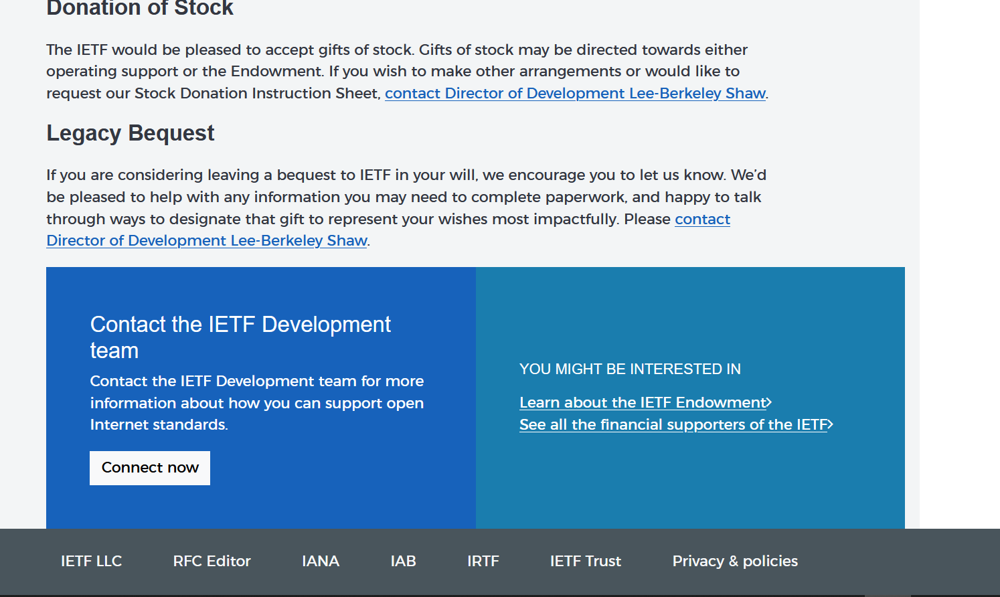 Donation of Stock
The IETF would be pleased to accept gifts of stock. Gifts of stock may be directed towards either
operating support or the Endowment. If you wish to make other arrangements or would like to
request our Stock Donation Instruction Sheet, contact Director of Development Lee-Berkeley Shaw.
Legacy Bequest
If you are considering leaving a bequest to IETF in your will, we encourage you to let us know. We’d
be pleased to help with any information you may need to complete paperwork, and happy to talk
through ways to designate that gift to represent your wishes most impactfully. Please contact
Director of Development Lee-Berkeley Shaw.
Contact the IETF Development
team
Contact the IETF Development team for more
information about how you can support open
Internet standards.
Connect now
YOU MIGHT BE INTERESTED IN
Learn about the IETF Endowment
See all the financial supporters of the IETF
IETF LLC RFC Editor IANA IAB IRTF IETF Trust Privacy & policies